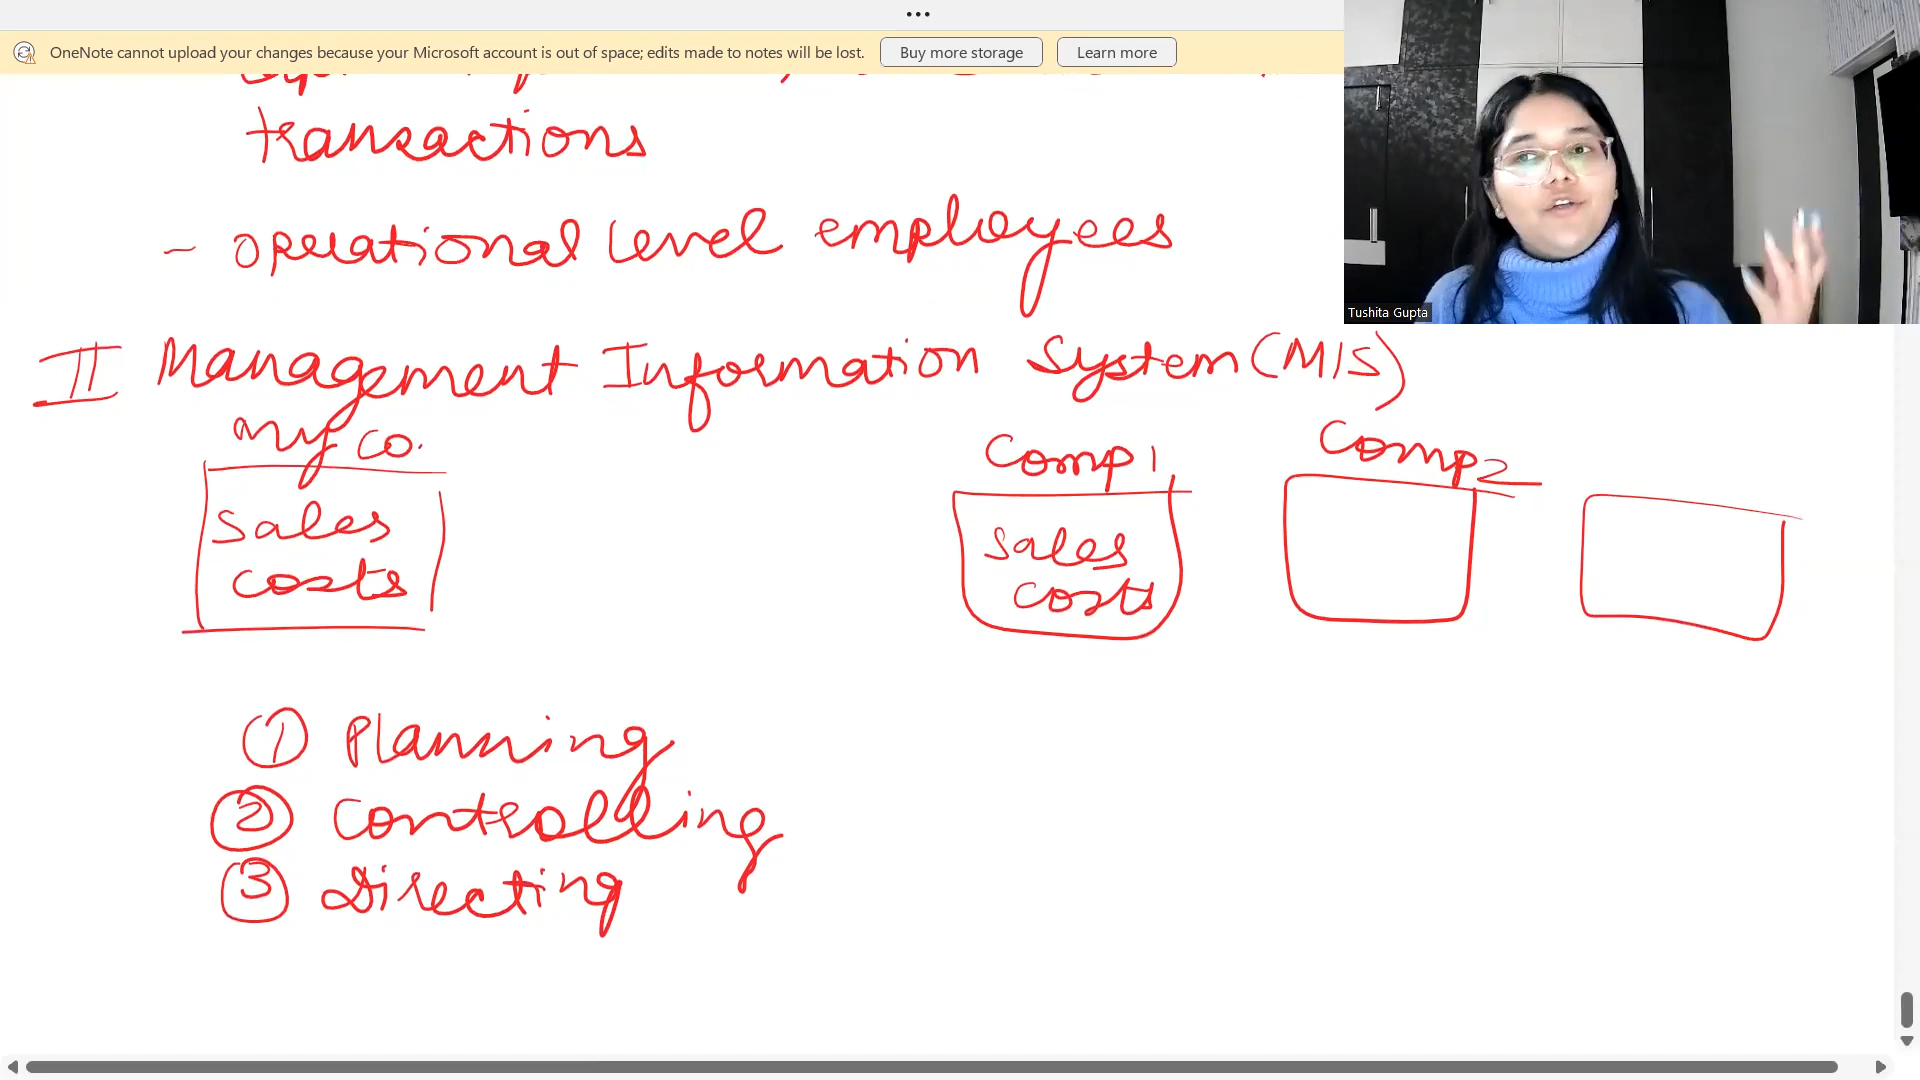 OneNote cannot upload your changes because your Microsoft account is out of space; edits made to notes will be lost.
Buy more storage
Learn more
Tushita Gupta
transactions
- operational level employees
II Management Information System (MIS)
My co.
Sales
costs
Comp 1
Sales
costs
Comp 2
① Planning
② Controlling
③ Directing